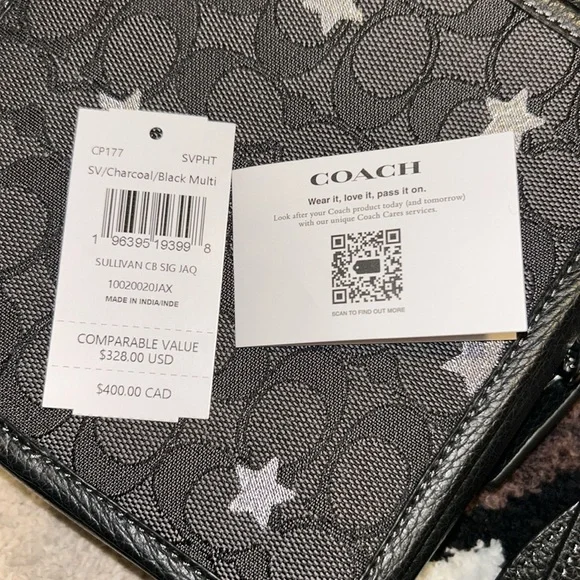 CP177 SVPHT
SV/Charcoal/Black Multi
1 96395 19399 8
SULLIVAN CB SIG JAQ
10020020JAX
MADE IN INDIA/INDE
COMPARABLE VALUE
$328.00 USD
$400.00 CAD
COACH
Wear it, love it, pass it on.
Look after your Coach product today (and tomorrow)
with our unique Coach Cares services.
SCAN TO FIND OUT MORE